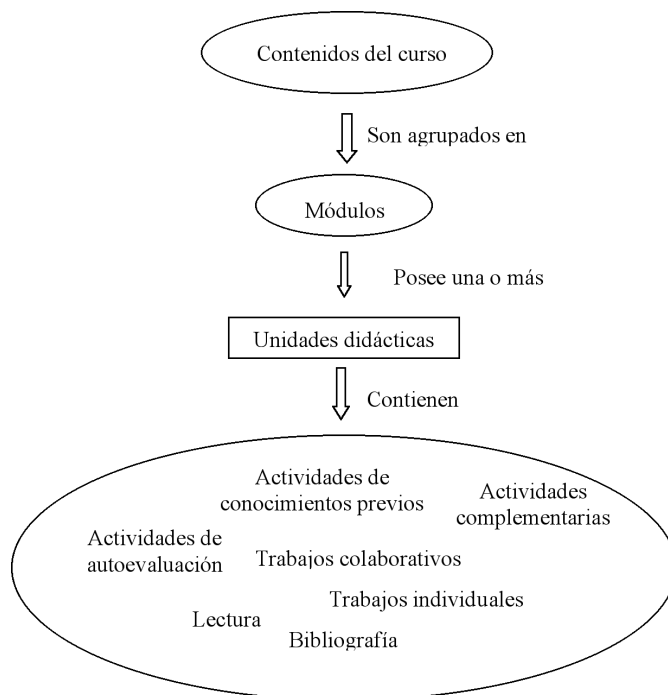 Contenidos del curso
Son agrupados en
Módulos
Posee una o más
Unidades didácticas
Contienen
Actividades de
conocimientos previos
Actividades
complementarias
Actividades de
autoevaluación
Trabajos colaborativos
Trabajos individuales
Lectura
Bibliografía